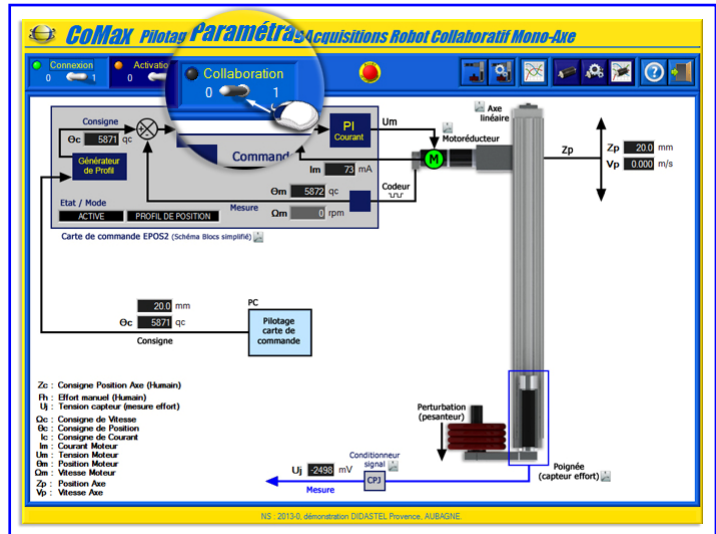 CoMax Pilotag Paramétras Acquisitions Robot Collaboratif Mono-Axe
Connexion
0 1
Activatio
0
Collaboration
0 1
Consigne
Θc 5871 qc
Générateur
de Profil
PI
Courant
Um
Command
Im 73 mA
Θm 5872 qc
Mesure
Ωm 0 rpm
Etat / Mode
ACTIVE PROFIL DE POSITION
Carte de commande EPOS2 (Schéma Blocs simplifié)
Motoréducteur
M
Codeur
Axe
linéaire
Zp
Zp 20.0 mm
Vp 0.000 m/s
20.0 mm
Θc 5871 qc
Consigne
PC
Pilotage
carte de
commande
Zc : Consigne Position Axe (Humain)
Fh : Effort manuel (Humain)
Uj : Tension capteur (mesure effort)
Ωc : Consigne de Vitesse
Θc : Consigne de Position
Ic : Consigne de Courant
Im : Courant Moteur
Um : Tension Moteur
Θm : Position Moteur
Ωm : Vitesse Moteur
Zp : Position Axe
Vp : Vitesse Axe
Perturbation
(pesanteur)
Conditionneur
signal
Uj -2498 mV
CPJ
Mesure
Poignée
(capteur effort)
NS : 2013-0, démonstration DIDASTEL Provence, AUBAGNE.